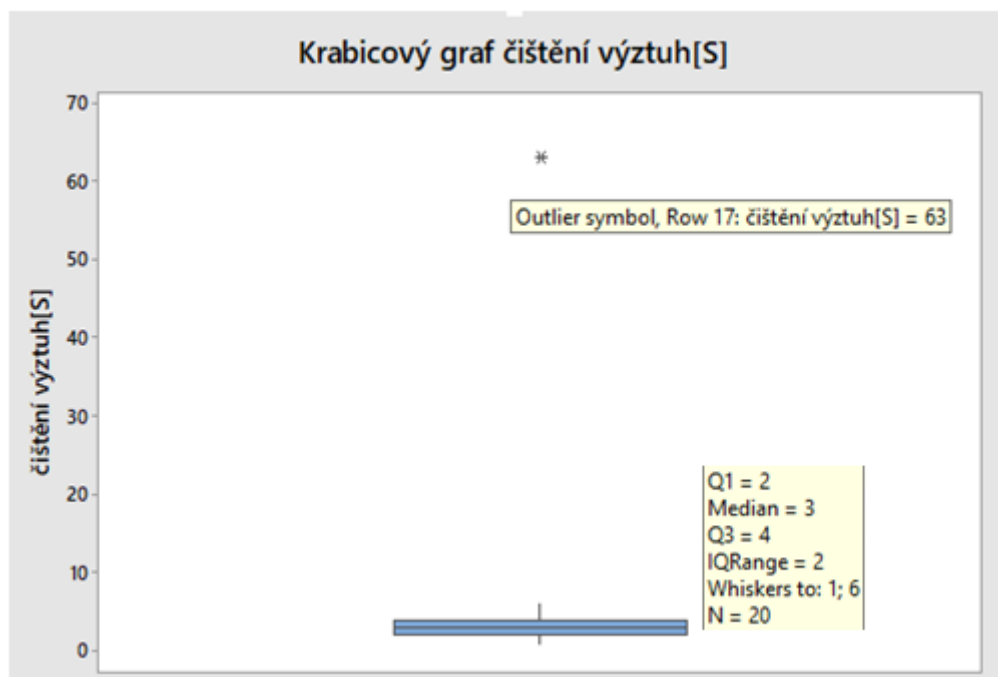 Krabicový graf čištění výztuh[S]
čištění výztuh[S]
70
60
50
40
30
20
10
0
Outlier symbol, Row 17: čištění výztuh[S] = 63
Q1 = 2
Median = 3
Q3 = 4
IQRange = 2
Whiskers to: 1; 6
N = 20